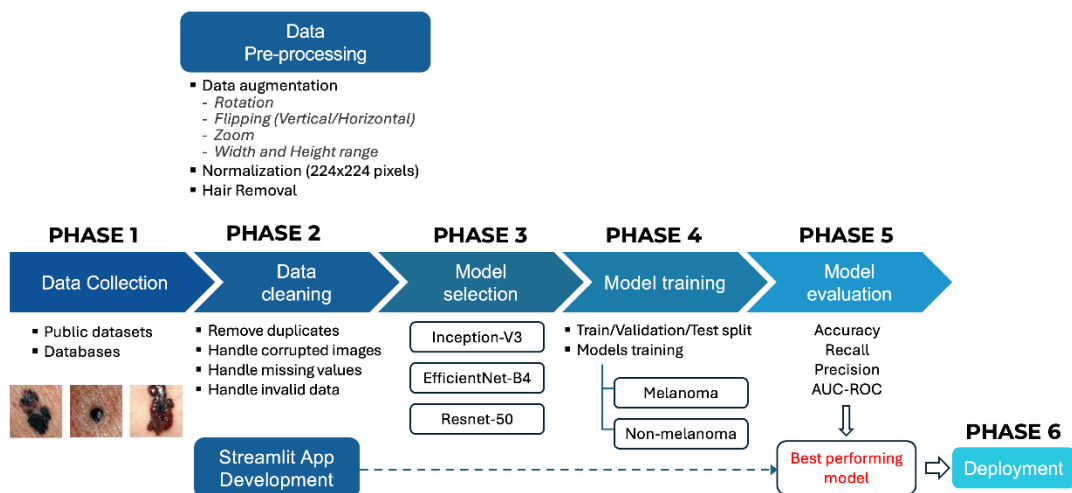 Data
Pre-processing
▪ Data augmentation
- Rotation
- Flipping (Vertical/Horizontal)
- Zoom
- Width and Height range
▪ Normalization (224x224 pixels)
▪ Hair Removal
PHASE 1
Data Collection
▪ Public datasets
▪ Databases
PHASE 2
Data
cleaning
▪ Remove duplicates
▪ Handle corrupted images
▪ Handle missing values
▪ Handle invalid data
PHASE 3
Model
selection
Inception-V3
EfficientNet-B4
Resnet-50
PHASE 4
Model training
▪ Train/Validation/Test split
▪ Models training
Melanoma
Non-melanoma
PHASE 5
Model
evaluation
Accuracy
Recall
Precision
AUC-ROC
Streamlit App
Development
Best performing
model
PHASE 6
Deployment